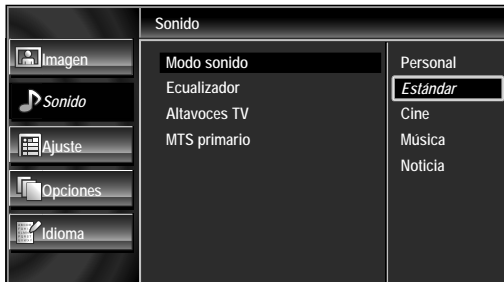 Sonido
Imagen
Sonido
Ajuste
Opciones
Idioma
Modo sonido
Ecualizador
Altavoces TV
MTS primario
Personal
Estándar
Cine
Música
Noticia